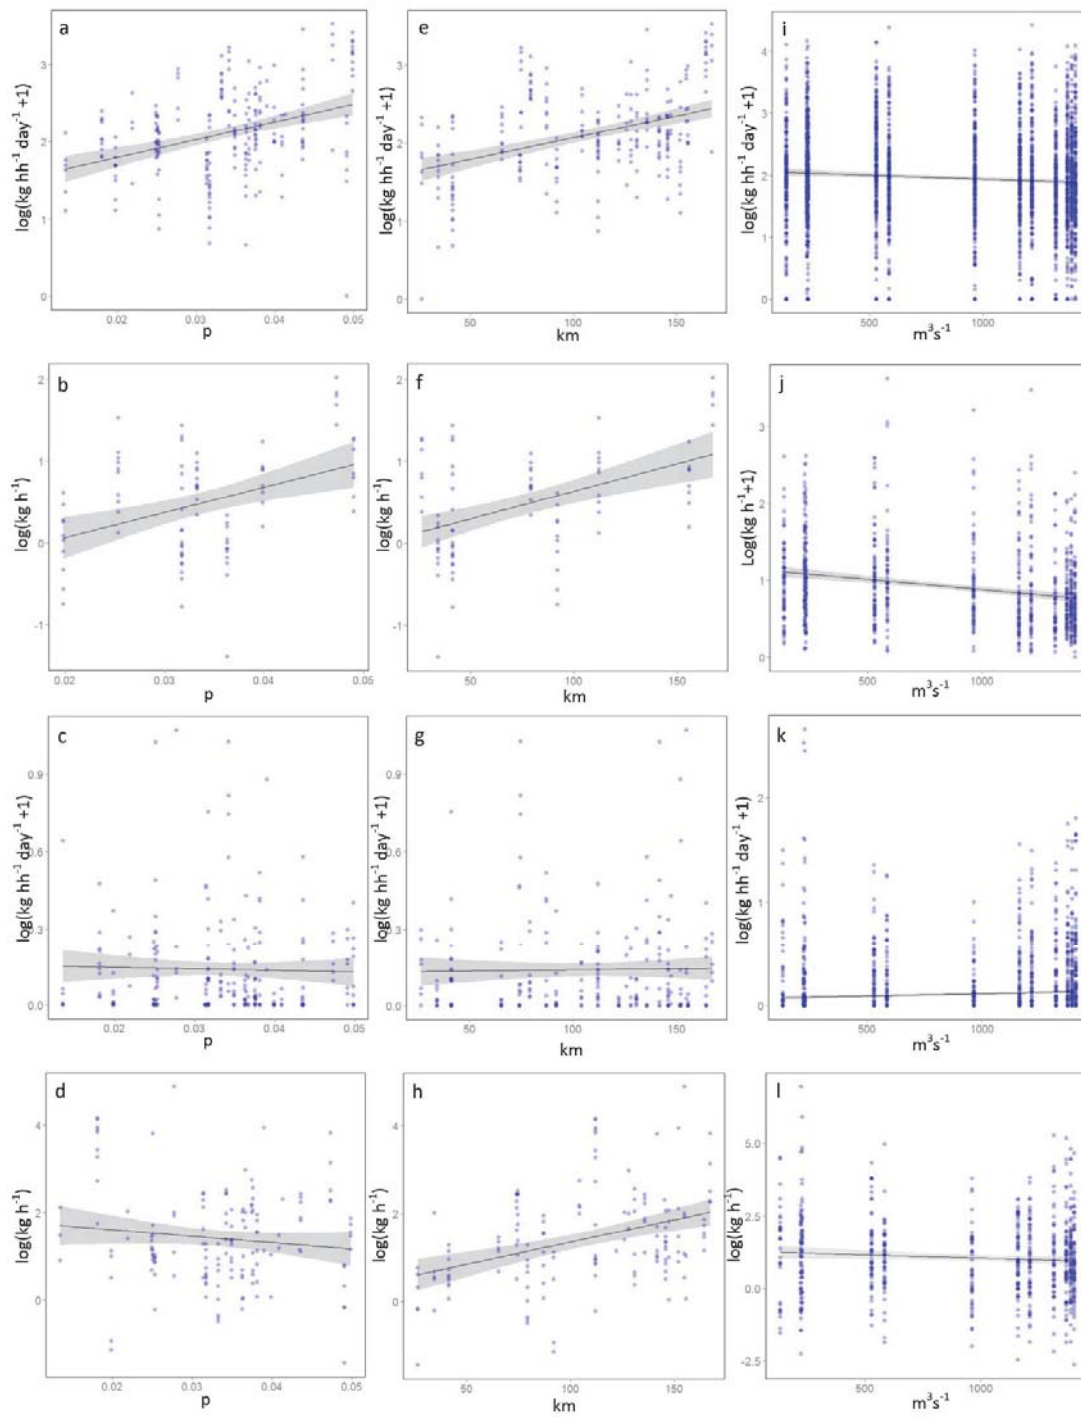 a
e
i
log(kg hh⁻¹ day⁻¹ +1)
3
2
1
0
0.02
0.03
0.04
0.05
p
log(kg hh⁻¹ day⁻¹ +1)
3
2
1
0
50
100
150
km
log(kg hh⁻¹ day⁻¹ +1)
4
3
2
1
0
500
1000
m³s⁻¹
b
f
j
log(kg h⁻¹)
2
1
0
-1
0.02
0.03
0.04
0.05
p
log(kg h⁻¹)
2
1
0
-1
50
100
150
km
Log(kg h⁻¹+1)
3
2
1
0
500
1000
m³s⁻¹
c
g
k
log(kg hh⁻¹ day⁻¹ +1)
0.9
0.6
0.3
0.0
0.02
0.03
0.04
0.05
p
log(kg hh⁻¹ day⁻¹ +1)
0.9
0.6
0.3
0.0
50
100
150
km
log(kg hh⁻¹ day⁻¹ +1)
2
1
0
500
1000
m³s⁻¹
d
h
l
log(kg h⁻¹)
4
2
0
0.02
0.03
0.04
0.05
p
log(kg h⁻¹)
4
2
0
50
100
150
km
log(kg h⁻¹)
5.0
2.5
0.0
-2.5
500
1000
m³s⁻¹